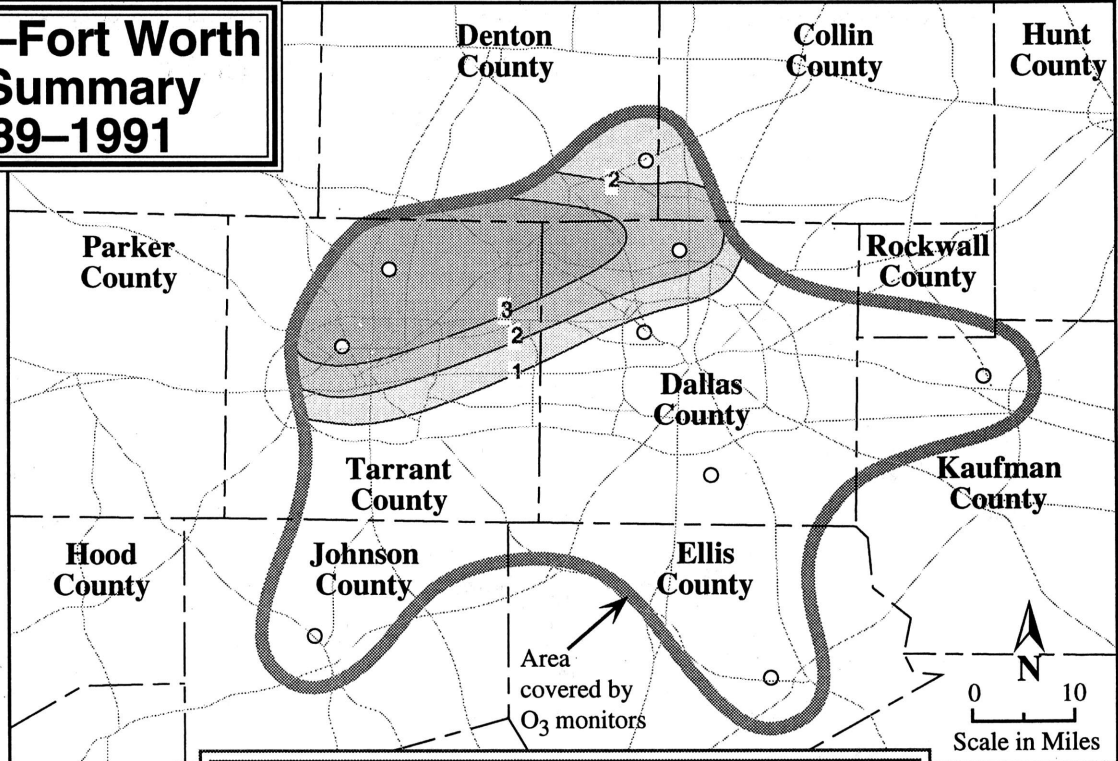 –Fort Worth
Summary
89–1991
Denton
County
Collin
County
Hunt
County
2
Parker
County
Rockwall
County
3
2
1
Dallas
County
Tarrant
County
Kaufman
County
Hood
County
Johnson
County
Ellis
County
Area
covered by
O₃ monitors
N
0 10
Scale in Miles